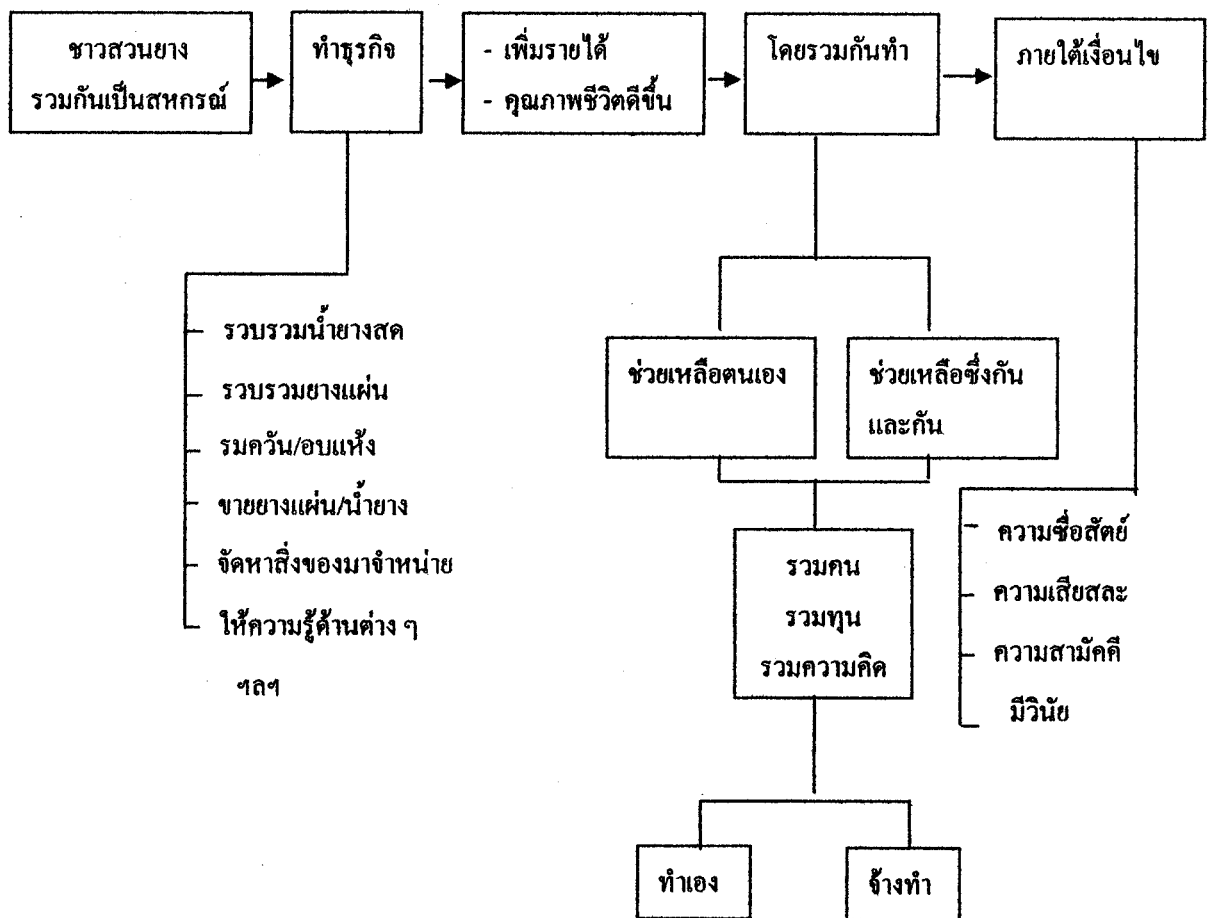 ชาวสวนยาง
รวมกันเป็นสหกรณ์
ทำธุรกิจ
- เพิ่มรายได้
- คุณภาพชีวิตดีขึ้น
โดยรวมกันทำ
ภายใต้เงื่อนไข
รวบรวมน้ำยางสด
รวบรวมยางแผ่น
รมควัน/อบแห้ง
ขายยางแผ่น/น้ำยาง
จัดหาสิ่งของมาจำหน่าย
ให้ความรู้ด้านต่าง ๆ
ฯลฯ
ช่วยเหลือตนเอง
ช่วยเหลือซึ่งกัน
และกัน
รวมคน
รวมทุน
รวมความคิด
ความซื่อสัตย์
ความเสียสละ
ความสามัคคี
มีวินัย
ทำเอง
จ้างทำ